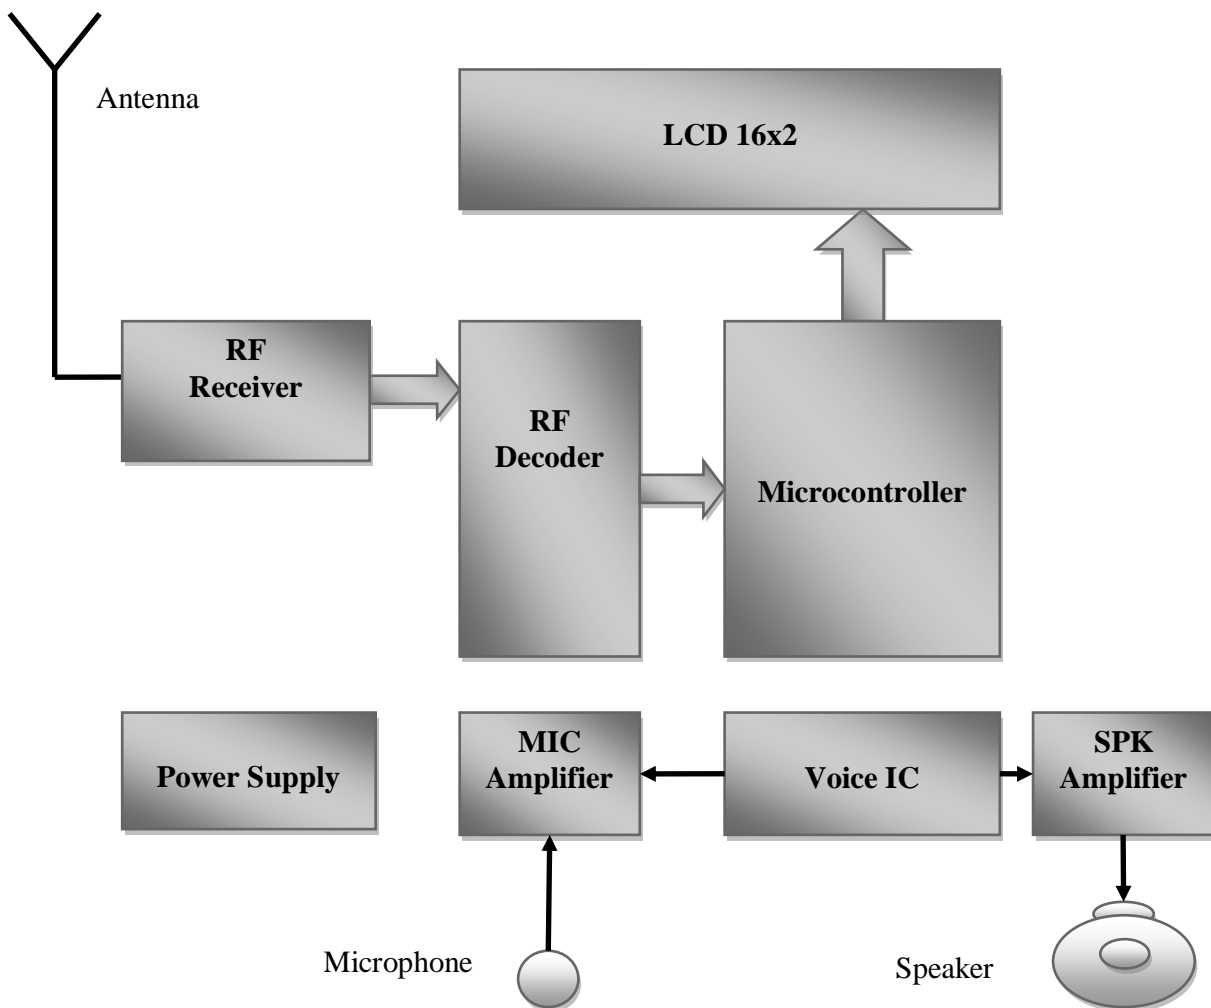 Antenna
LCD 16x2
RF
Receiver
RF
Decoder
Microcontroller
Power Supply
MIC
Amplifier
Voice IC
SPK
Amplifier
Microphone
Speaker